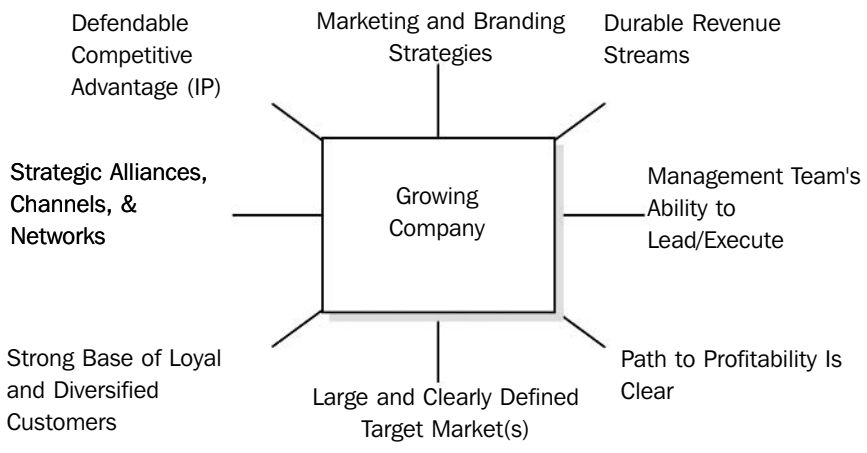 Defendable
Competitive
Advantage (IP)
Marketing and Branding
Strategies
Durable Revenue
Streams
Strategic Alliances,
Channels, &
Networks
Growing
Company
Management Team's
Ability to
Lead/Execute
Strong Base of Loyal
and Diversified
Customers
Large and Clearly Defined
Target Market(s)
Path to Profitability Is
Clear